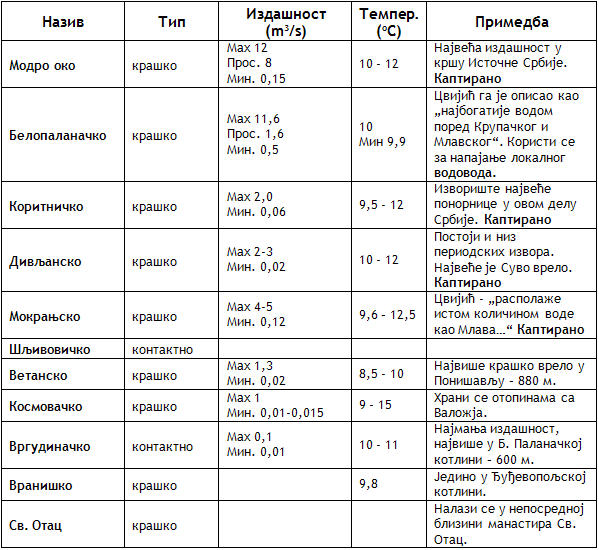 Назив Тип Издашност Темпер. Примедба
(m³/s) (°C)
Модро око крашко Max 12 10 - 12 Највећа издашност у
Прос. 8 кршу Источне Србије.
Мин. 0,15 Каптирано
Белопаланачко крашко Max 11,6 10 Цвијић га је описао као
Прос. 1,6 Мин 9,9 „најбогатије водом
Мин. 0,5 поред Крупачког и
Млавског“. Користи се
за напајање локалног
водовода.
Коритничко крашко Max 2,0 9,5 - 12 Извориште највеће
Мин. 0,06 понорнице у овом делу
Србије. Каптирано
Дивљанско крашко Max 2-3 10 - 12 Постоји и низ
Мин. 0,02 периодских извора.
Највеће је Суво врело.
Каптирано
Мокрањско крашко Max 4-5 9,6 – 12,5 Цвијић - „располаже
Мин. 0,12 истом количином воде
као Млава…“ Каптирано
Шљивовичко контактно
Ветанско крашко Max 1,3 8,5 - 10 Највише крашко врело у
Мин. 0,02 Понишављу – 880 м.
Космовачко крашко Max 1 9 - 15 Храни се отопинама са
Мин. 0,01-0,015 Валожја.
Вргудиначко контактно Max 0,1 10 - 11 Најмања издашност,
Мин. 0,01 највише у Б. Паланачкој
котлини – 600 м.
Вранишко крашко 9,8 Једино у Ђуђевопољској
котлини.
Св. Отац крашко Налази се у непосредној
близини манастира Св.
Отац.